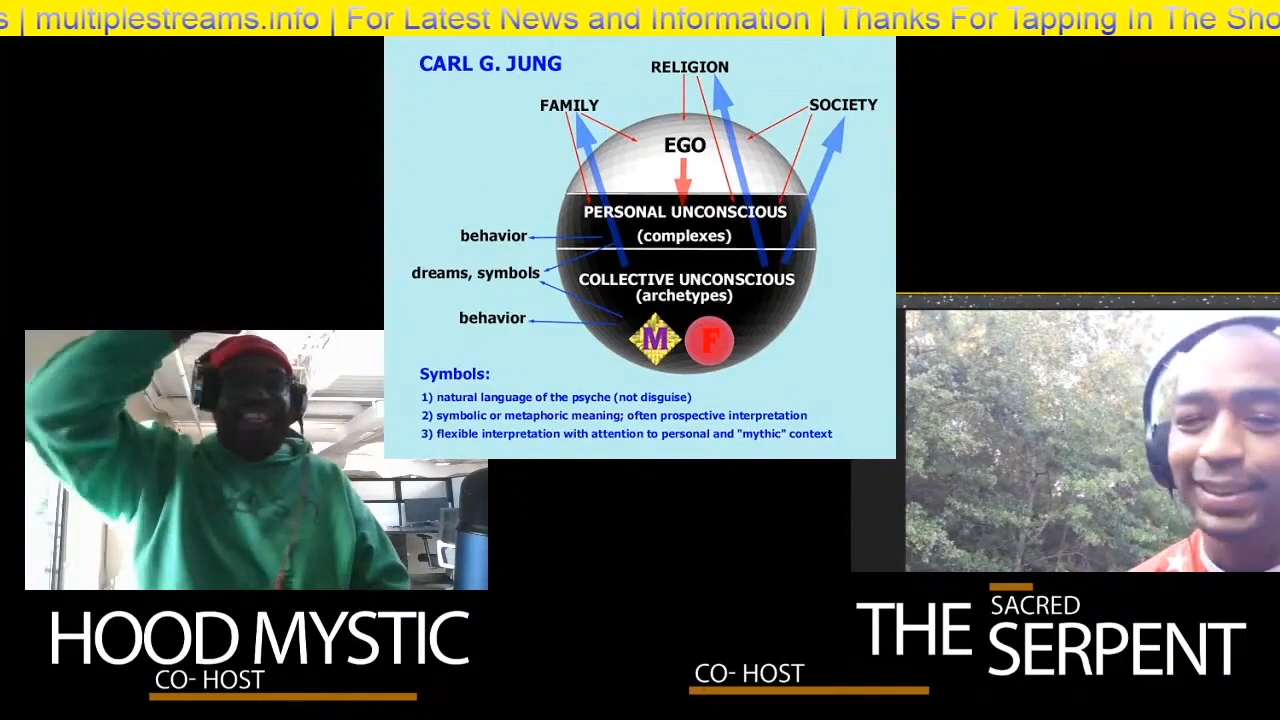 s | multiplestreams.info | For Latest News and Information | Thanks For Tapping In The Sho
CARL G. JUNG
RELIGION
FAMILY
SOCIETY
EGO
PERSONAL UNCONSCIOUS
(complexes)
behavior
dreams, symbols
COLLECTIVE UNCONSCIOUS
(archetypes)
behavior
M F
Symbols:
1) natural language of the psyche (not disguise)
2) symbolic or metaphoric meaning; often prospective interpretation
3) flexible interpretation with attention to personal and "mythic" context
HOOD MYSTIC
CO- HOST
THE SACRED
SERPENT
CO- HOST